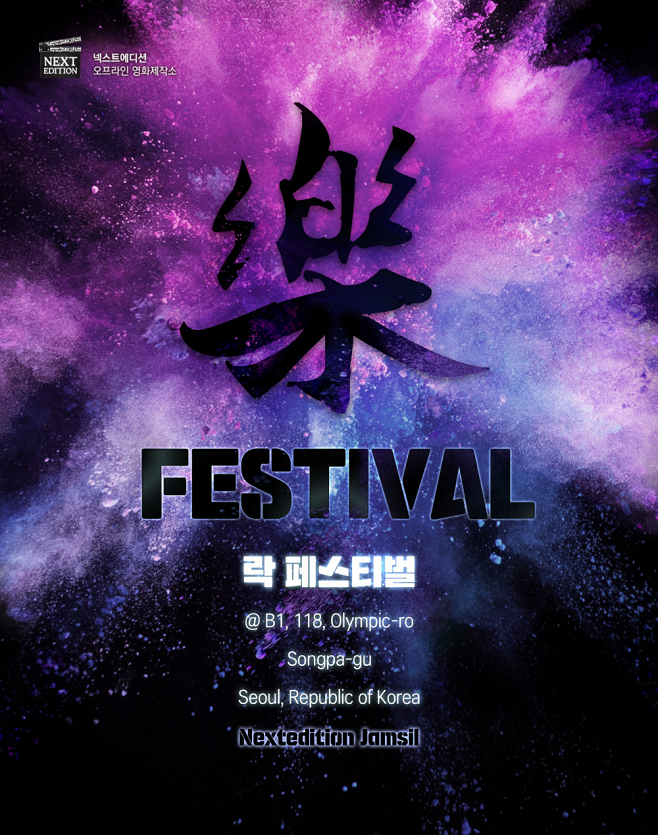 NEXT
EDITION
넥스트에디션
오프라인 영화제작소
樂
FESTIVAL
락 페스티벌
@ B1, 118, Olympic-ro
Songpa-gu
Seoul, Republic of Korea
Nextedition Jamsil